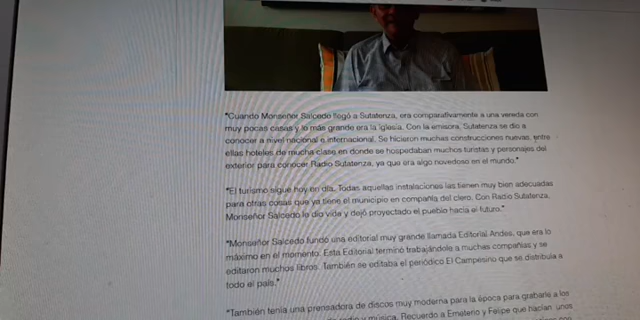 "Cuando Monseñor Salcedo llegó a Sutatenza, era comparativamente a una vereda con
muy pocas casas y lo más grande era la iglesia. Con la emisora, Sutatenza se dio a
conocer a nivel nacional e internacional. Se hicieron muchas construcciones nuevas, entre
ellas hoteles de mucha clase en donde se hospedaban muchos turistas y personajes del
exterior para conocer Radio Sutatenza, ya que era algo novedoso en el mundo."
"El turismo sigue hoy en día. Todas aquellas instalaciones las tienen muy bien adecuadas
para otras cosas que ya tiene el municipio en compañía del clero. Con Radio Sutatenza,
Monseñor Salcedo le dio vida y dejó proyectado el pueblo hacia el futuro."
"Monseñor Salcedo fundó una editorial muy grande llamada Editorial Andes, que era lo
máximo en el momento. Esta Editorial terminó trabajándole a muchas compañías y se
editaron muchos libros. También se editaba el periódico El Campesino que se distribuía a
todo el país."
"También tenía una prensadora de discos muy moderna para la época para grabarle a los
radio y música. Recuerdo a Emeterio y Felipe que hacían unos